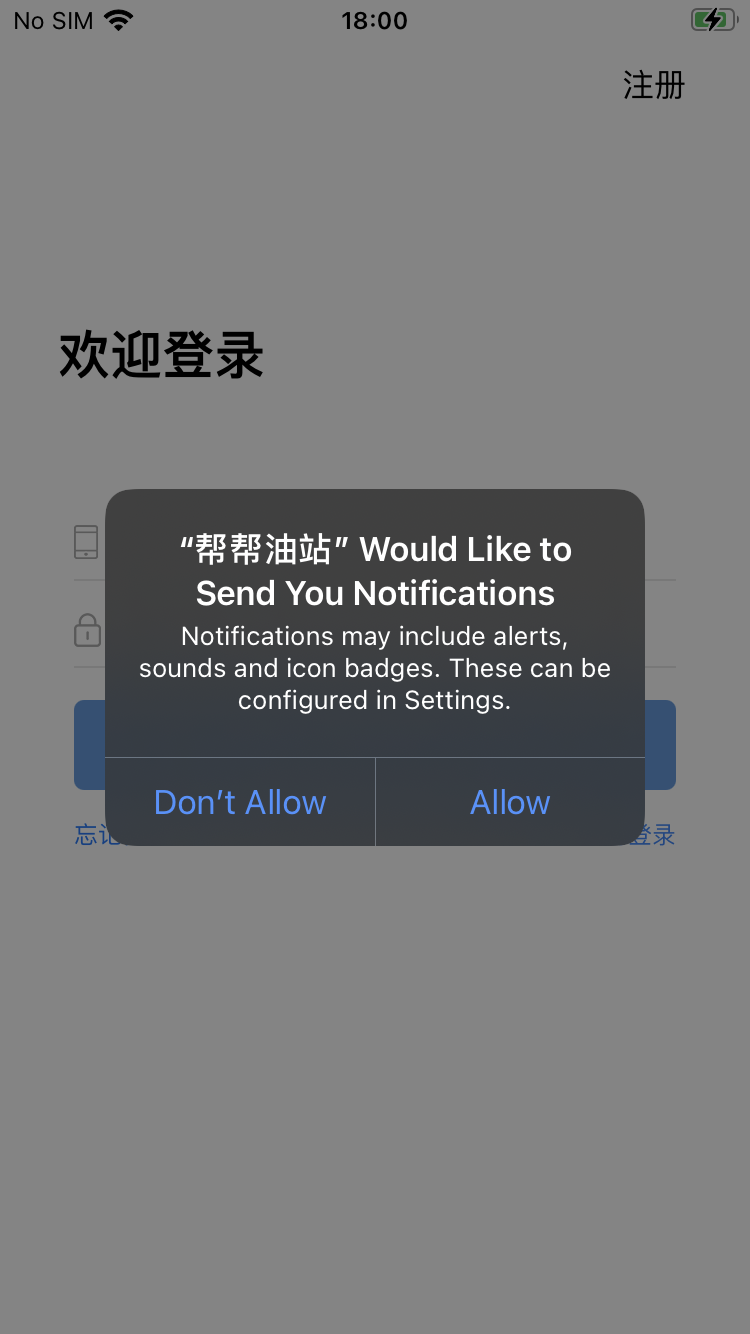 No SIM
18:00
注册
欢迎登录
“帮帮油站” Would Like to
Send You Notifications
Notifications may include alerts,
sounds and icon badges. These can be
configured in Settings.
Don’t Allow
Allow
忘记
登录